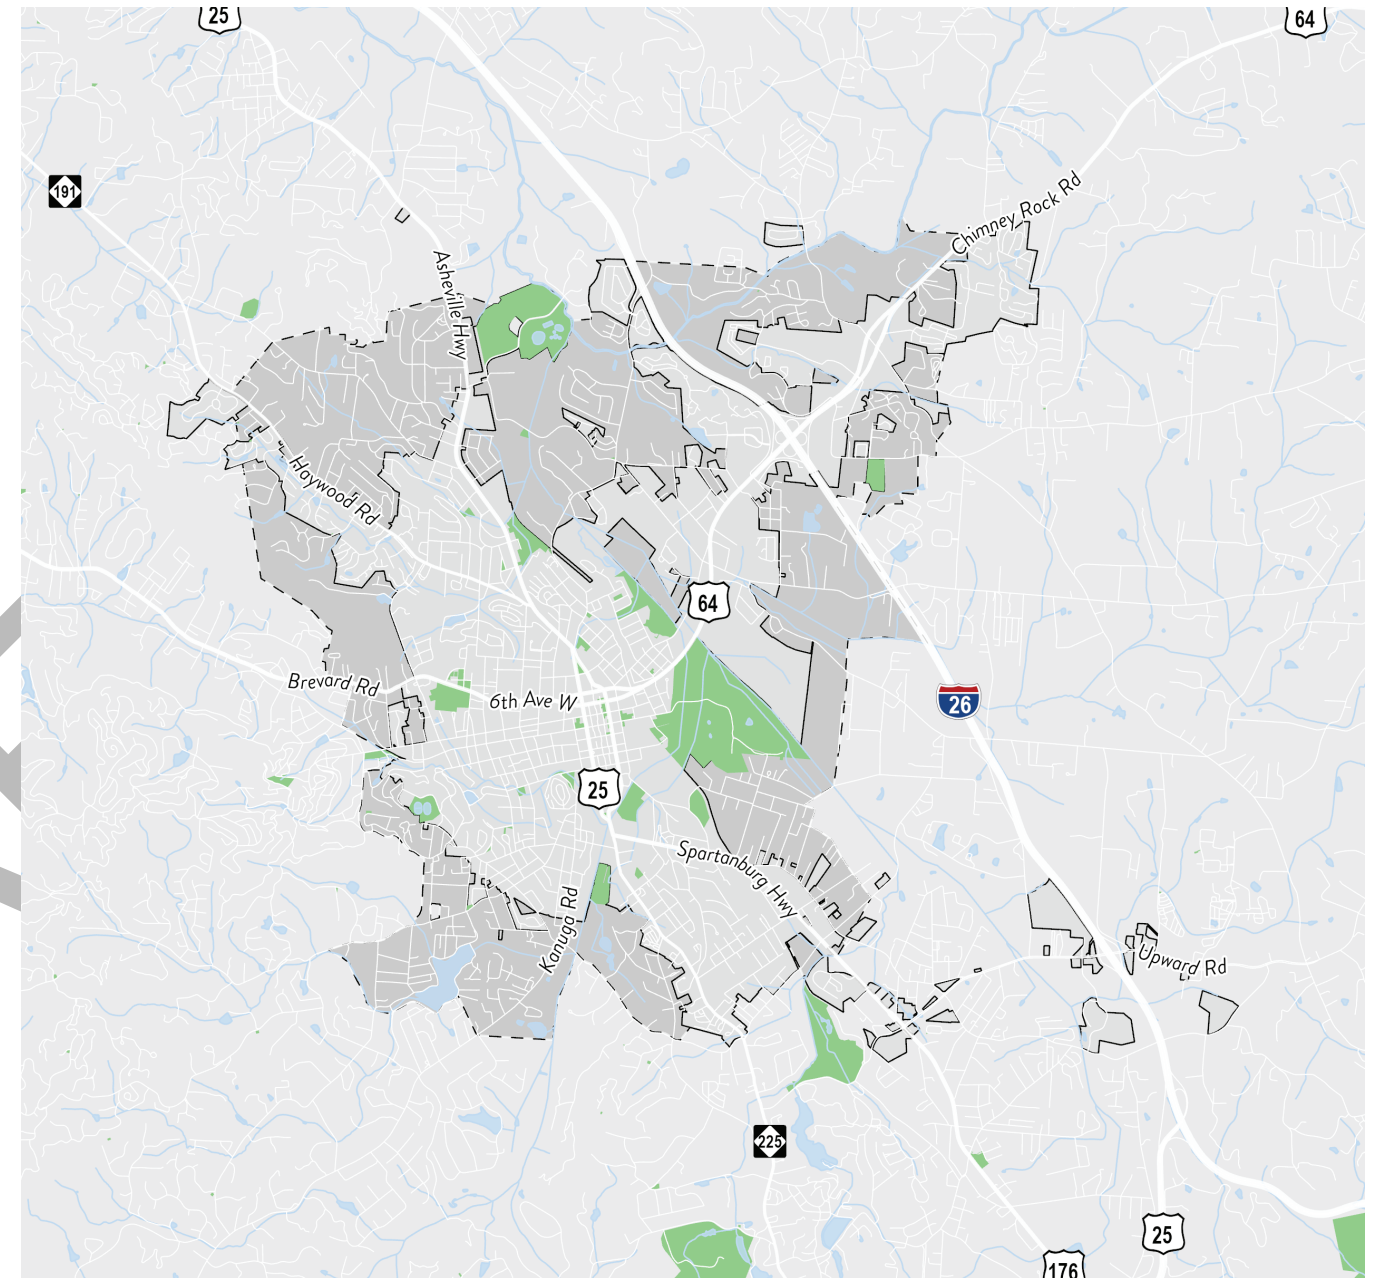 25
64
191
Chimney Rock Rd
Asheville Hwy
Haywood Rd
64
Brevard Rd
6th Ave W
26
25
Spartanburg Hwy
Kanuga Rd
Upward Rd
225
25
176